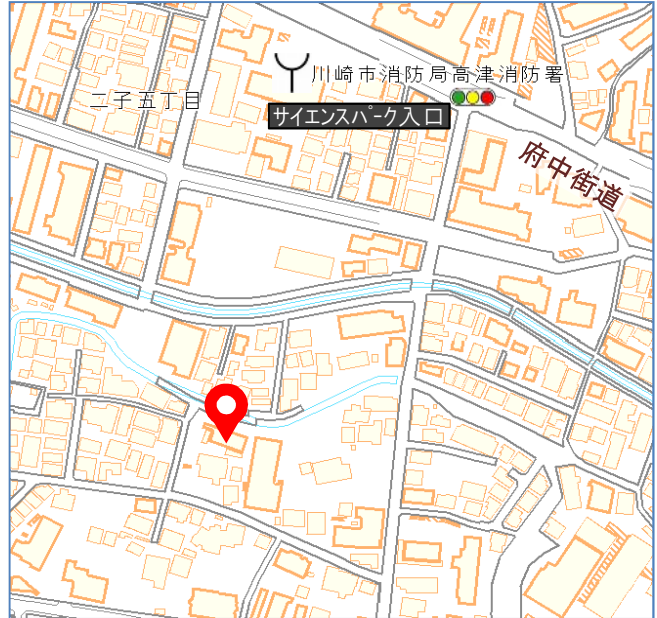 川崎市消防局高津消防署
二子五丁目
サイエンスパーク入口
府中街道